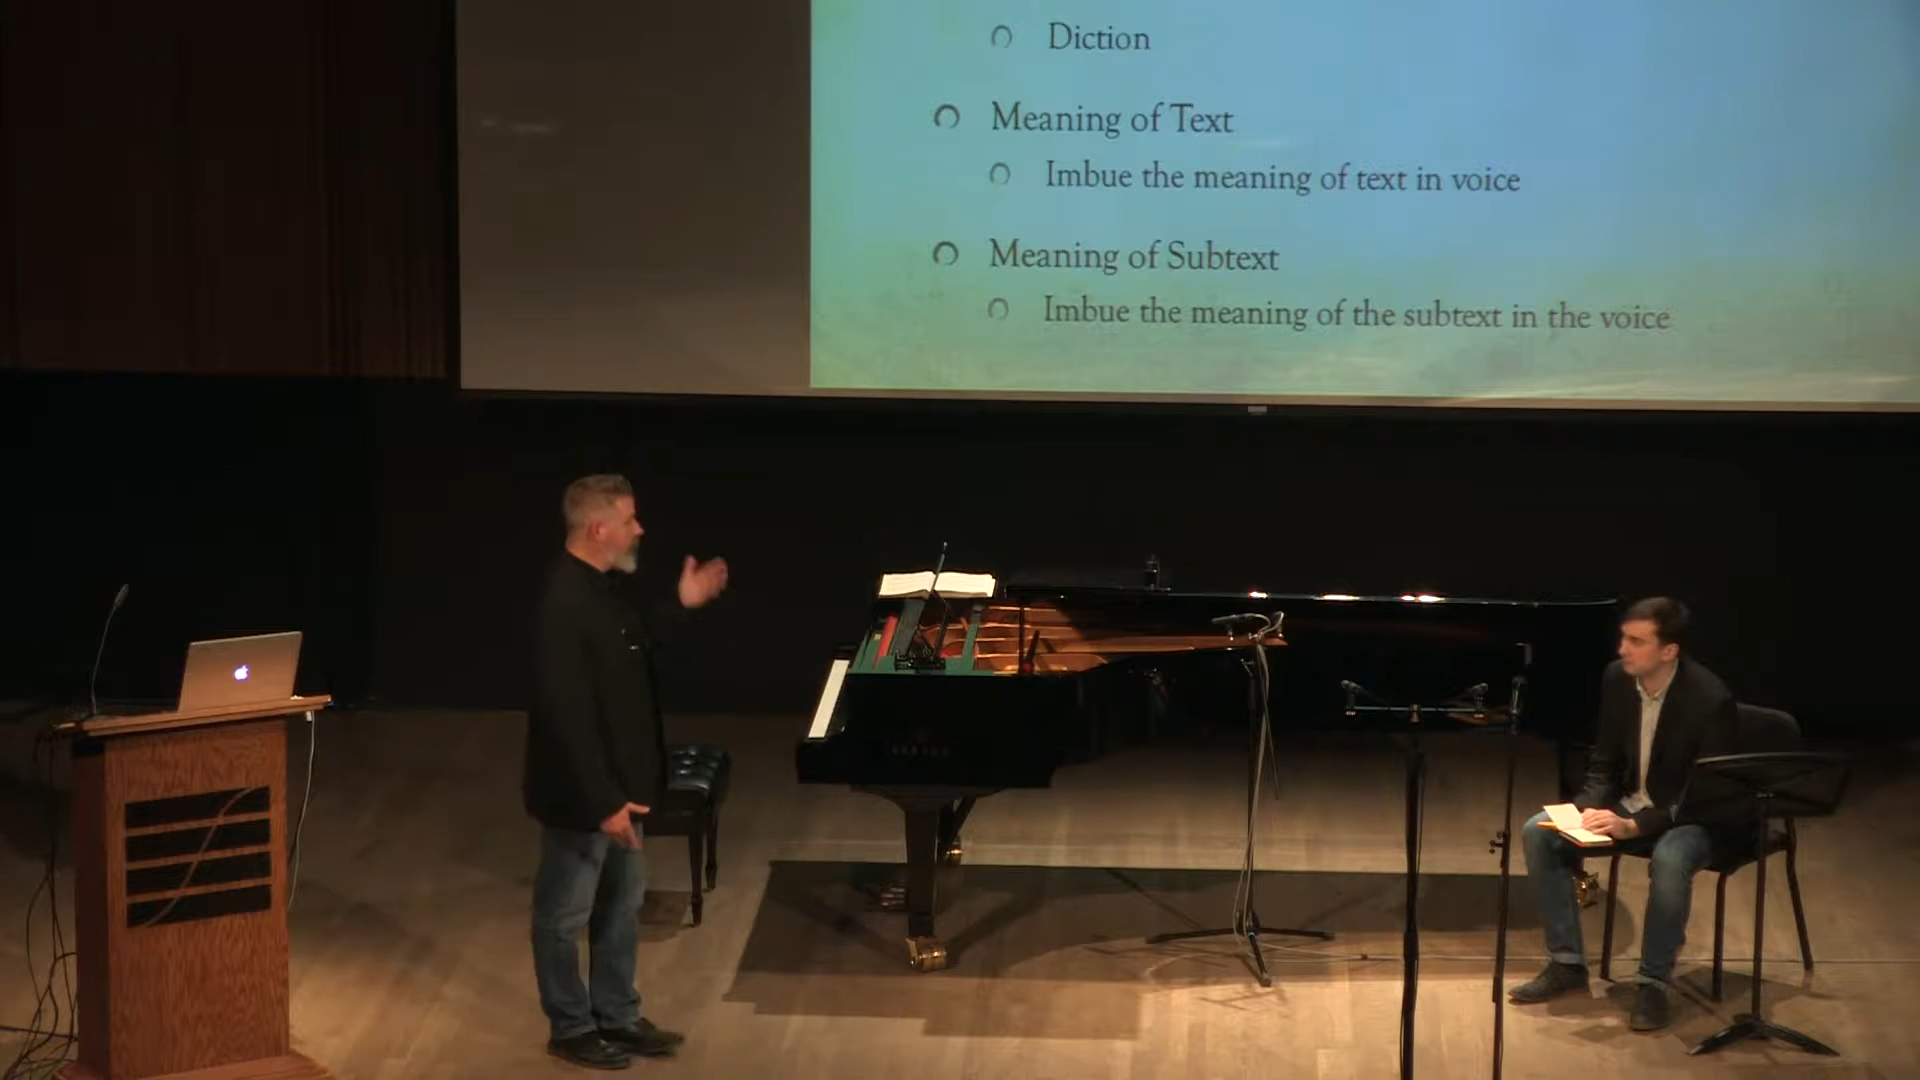 Diction
Meaning of Text
Imbue the meaning of text in voice
Meaning of Subtext
Imbue the meaning of the subtext in the voice